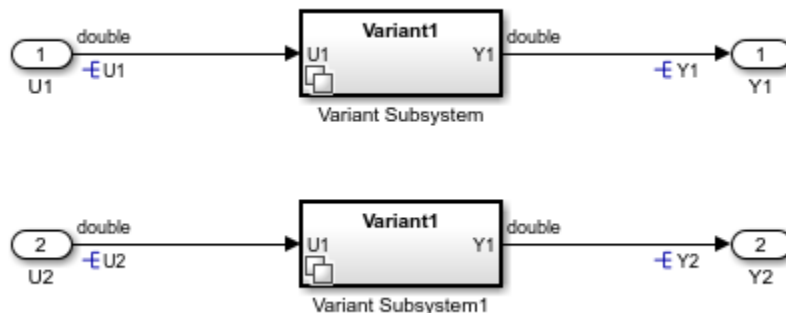 double Variant1 double
1 U1 Y1 1
U1 U1 Y1 Y1
Variant Subsystem
double Variant1 double
2 U1 Y1 2
U2 U2 Y2 Y2
Variant Subsystem1